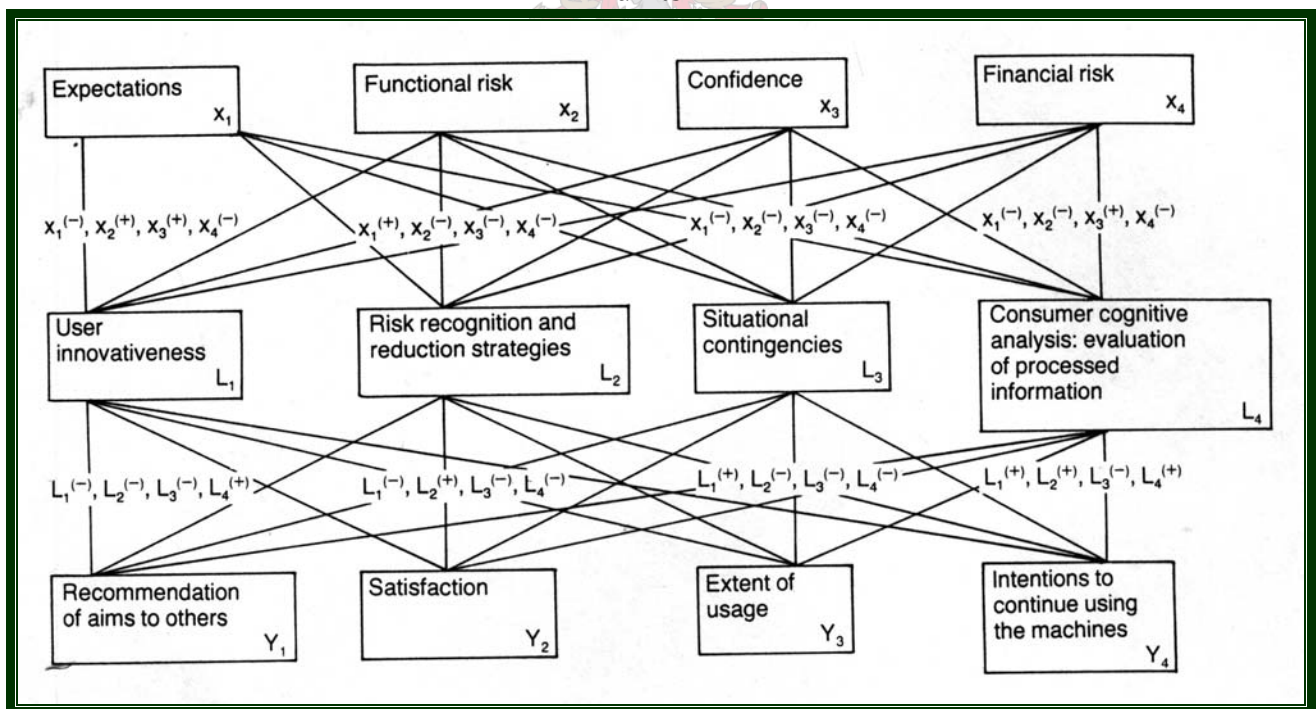 Expectations
X₁
Functional risk
X₂
Confidence
X₃
Financial risk
X₄
X₁⁽⁻⁾, X₂⁽⁺⁾, X₃⁽⁺⁾, X₄⁽⁻⁾
X₁⁽⁺⁾, X₂⁽⁻⁾, X₃⁽⁻⁾, X₄⁽⁻⁾
X₁⁽⁻⁾, X₂⁽⁻⁾, X₃⁽⁻⁾, X₄⁽⁻⁾
X₁⁽⁻⁾, X₂⁽⁻⁾, X₃⁽⁺⁾, X₄⁽⁻⁾
User
innovativeness
L₁
Risk recognition and
reduction strategies
L₂
Situational
contingencies
L₃
Consumer cognitive
analysis: evaluation
of processed
information
L₄
L₁⁽⁻⁾, L₂⁽⁻⁾, L₃⁽⁻⁾, L₄⁽⁺⁾
L₁⁽⁻⁾, L₂⁽⁺⁾, L₃⁽⁻⁾, L₄⁽⁻⁾
L₁⁽⁺⁾, L₂⁽⁻⁾, L₃⁽⁻⁾, L₄⁽⁻⁾
L₁⁽⁺⁾, L₂⁽⁺⁾, L₃⁽⁻⁾, L₄⁽⁺⁾
Recommendation
of aims to others
Y₁
Satisfaction
Y₂
Extent of
usage
Y₃
Intentions to
continue using
the machines
Y₄